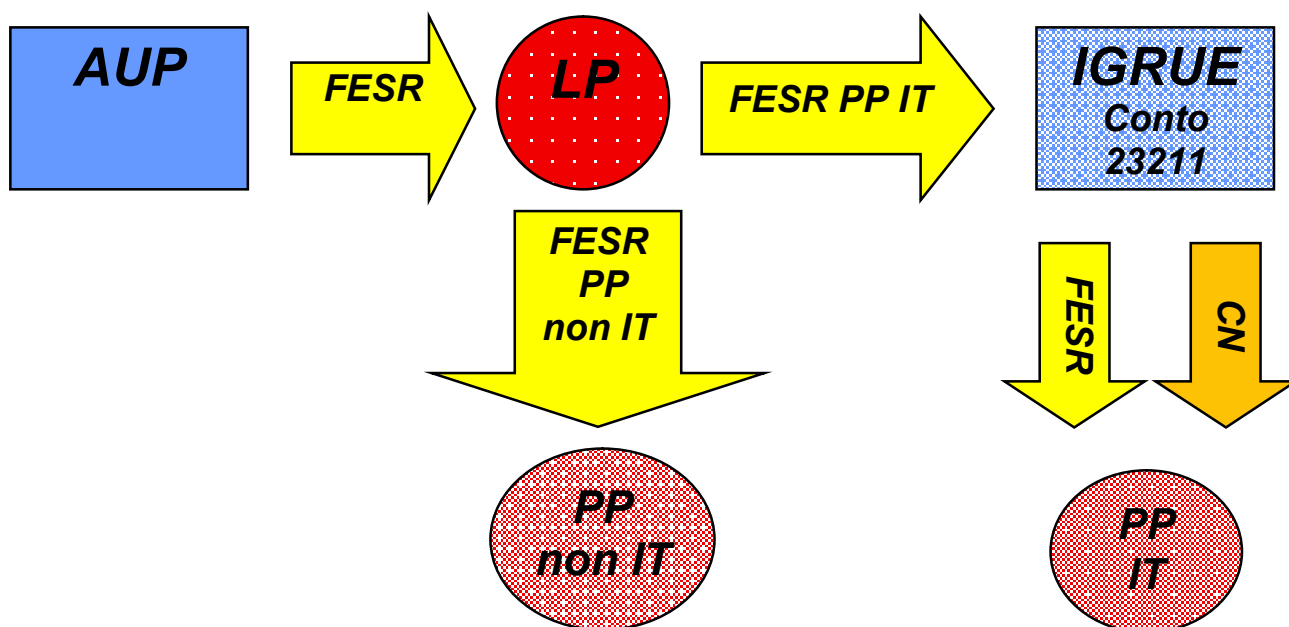 AUP
FESR
LP
FESR PP IT
IGRUE
Conto
23211
FESR
PP
non IT
FESR
CN
PP
non IT
PP
IT